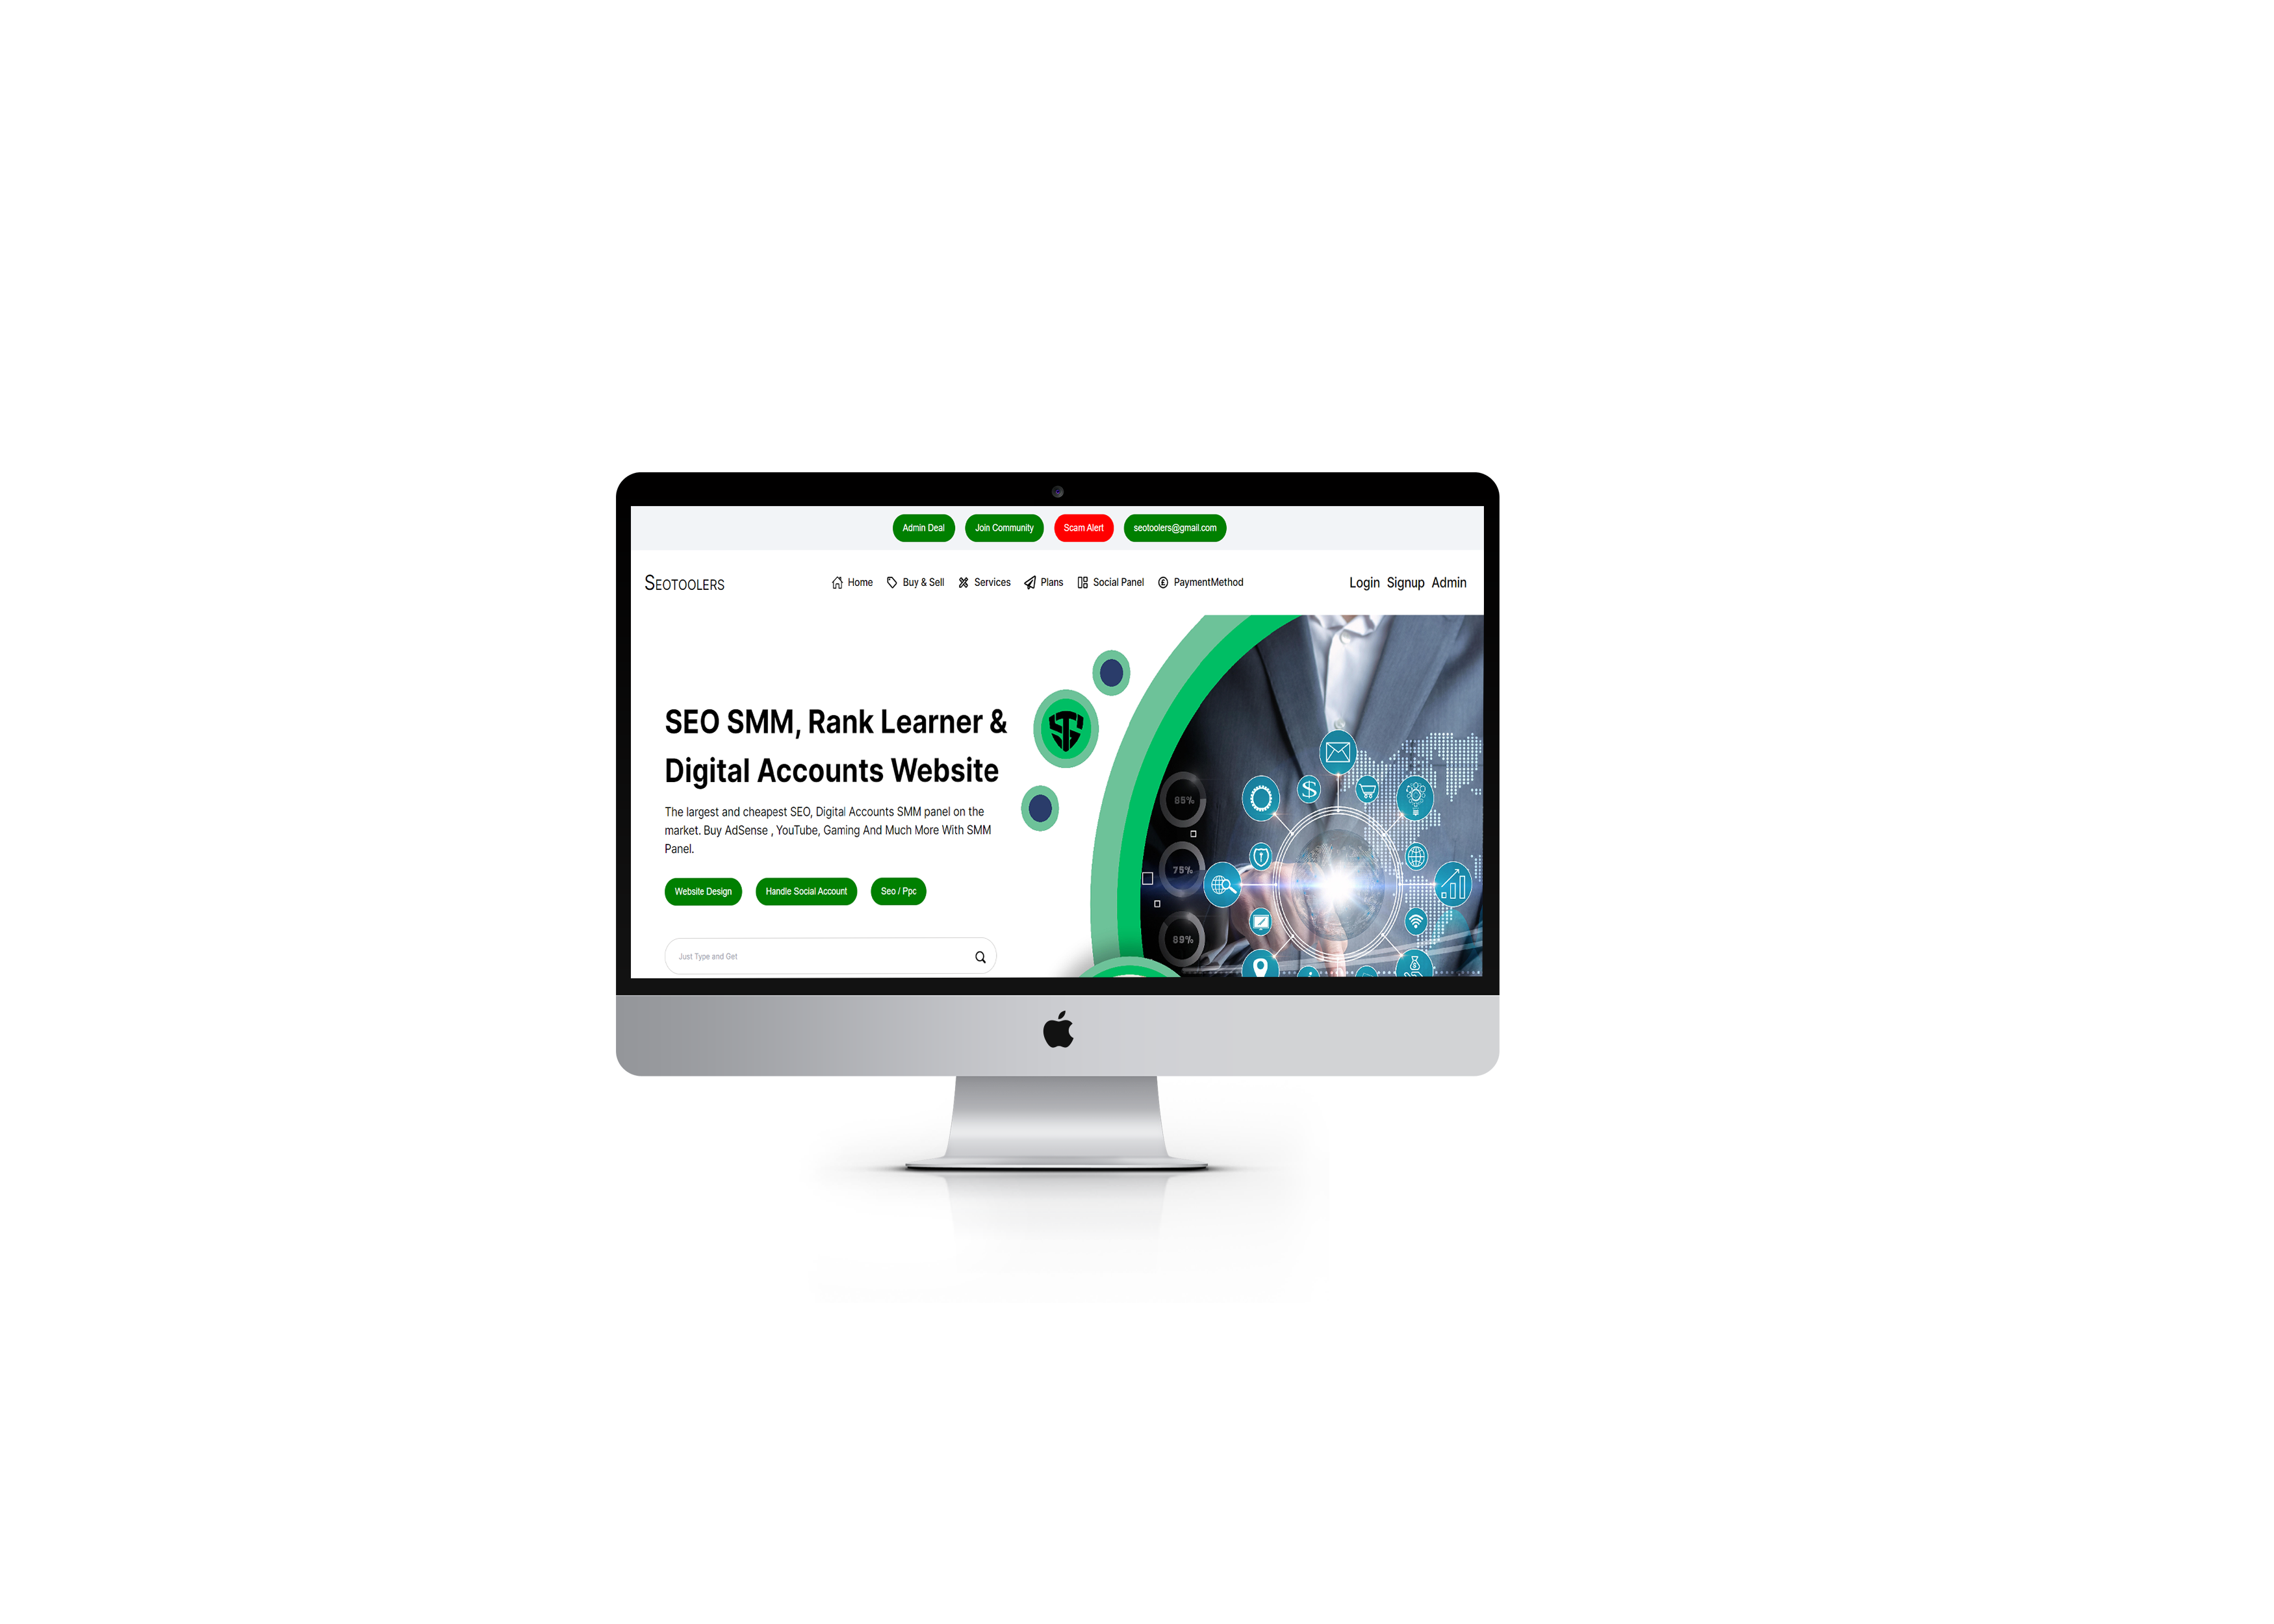 Admin Deal Join Community Scam Alert seotoolers@gmail.com
SEOTOOLERS Home Buy & Sell Services Plans Social Panel PaymentMethod Login Signup Admin
SEO SMM, Rank Learner &
Digital Accounts Website
The largest and cheapest SEO, Digital Accounts SMM panel on the
market. Buy AdSense , YouTube, Gaming And Much More With SMM
Panel.
Website Design Handle Social Account Seo / Ppc
Just Type and Get
85%
75%
89%